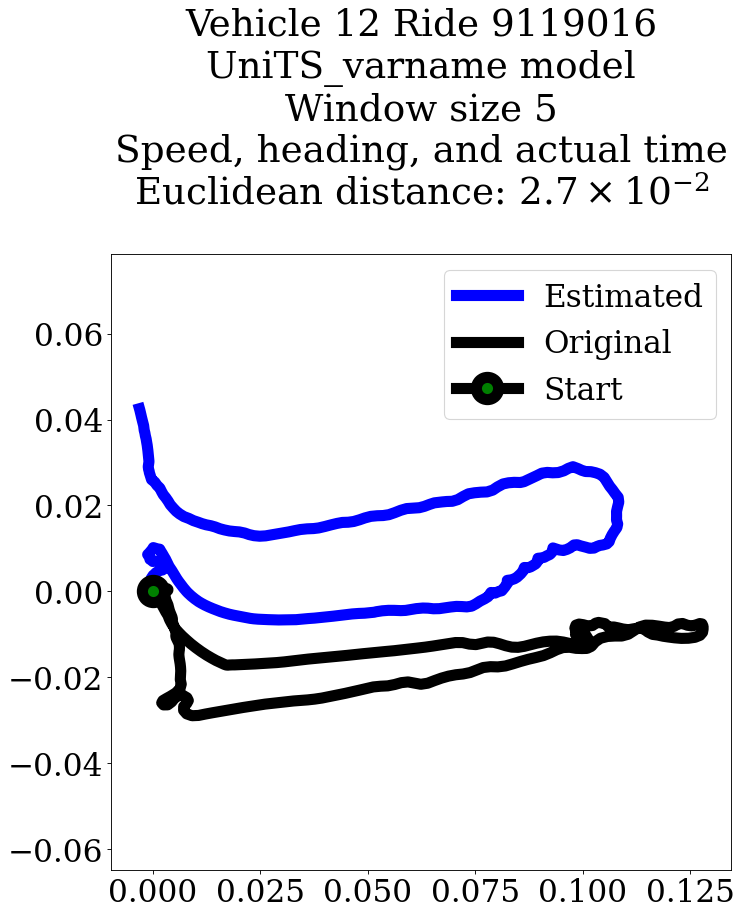 Vehicle 12 Ride 9119016
UniTS_varname model
Window size 5
Speed, heading, and actual time
Euclidean distance: 2.7 × 10⁻²
Estimated
Original
Start
0.06
0.04
0.02
0.00
−0.02
−0.04
−0.06
0.000 0.025 0.050 0.075 0.100 0.125